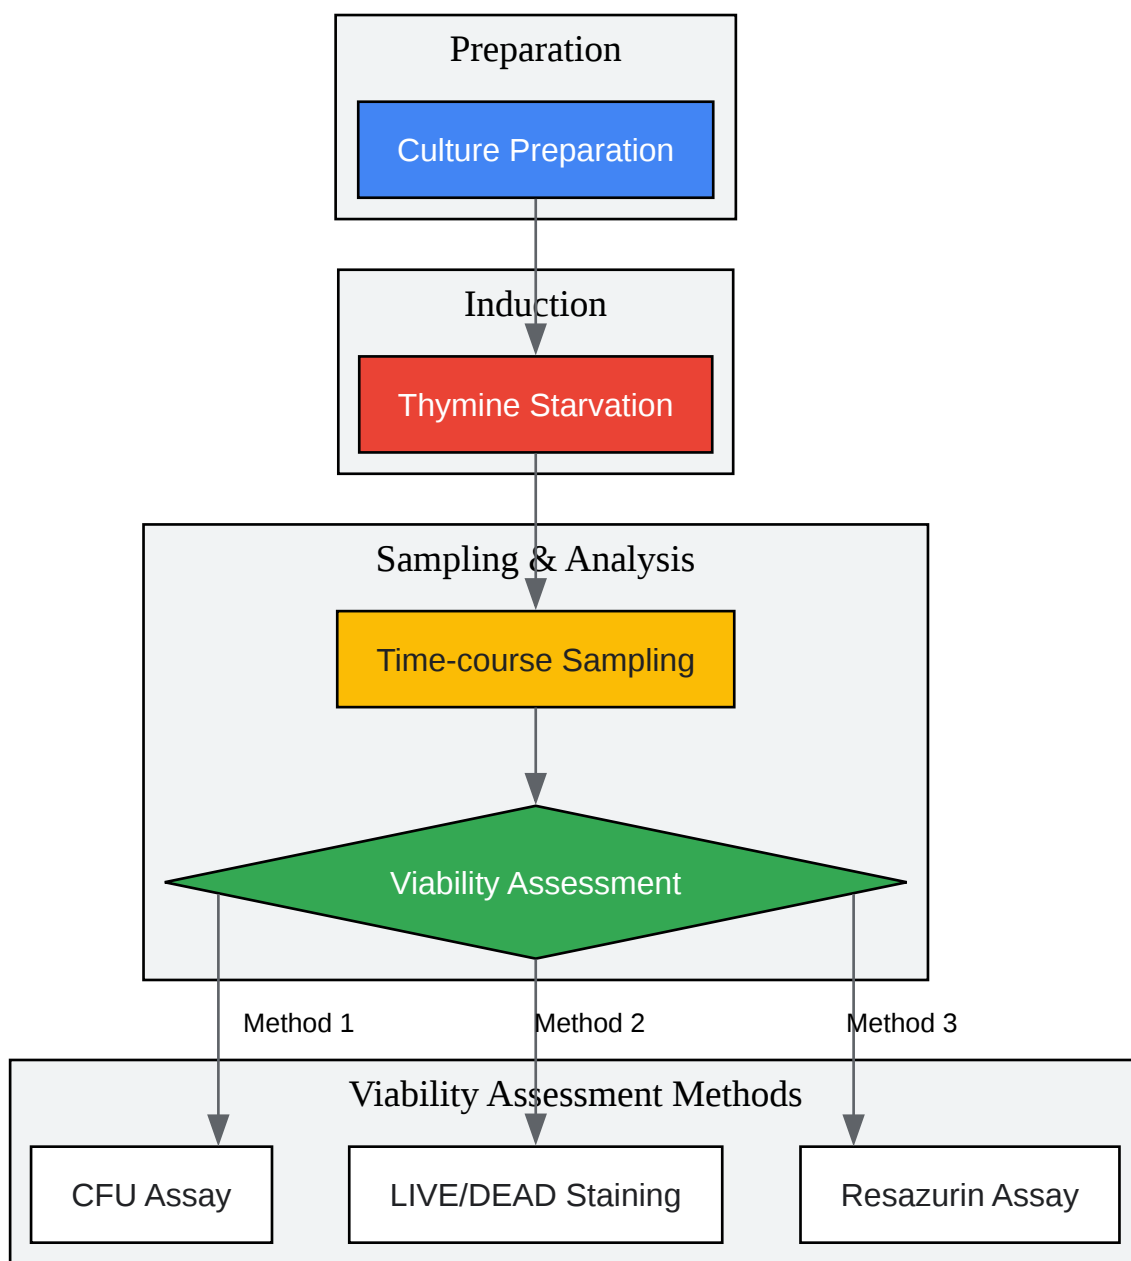 Preparation
Culture Preparation
Induction
Thymine Starvation
Sampling & Analysis
Time-course Sampling
Viability Assessment
Method 1
Method 2
Method 3
Viability Assessment Methods
CFU Assay
LIVE/DEAD Staining
Resazurin Assay